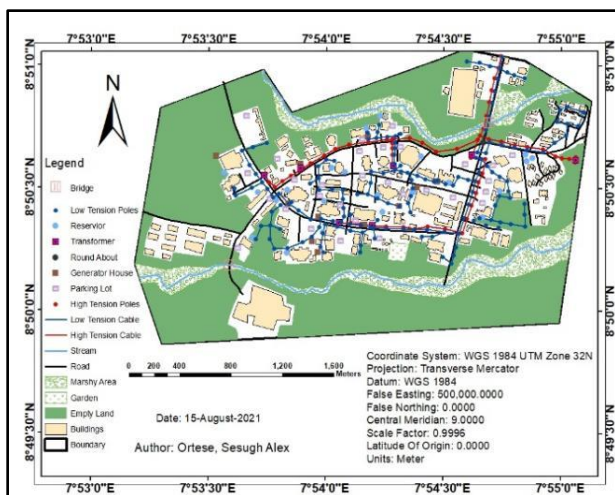 7°53'0"E 7°53'30"E 7°54'0"E 7°54'30"E 7°55'0"E
8°51'0"N
8°50'30"N
8°50'0"N
8°49'30"N
N
Legend
Bridge
Low Tension Poles
Reservior
Transformer
Round About
Generator House
Parking Lot
High Tension Poles
Low Tension Cable
High Tension Cable
Stream
Road
Marshy Area
Garden
Empty Land
Buildings
Boundary
0 200 400 800 1,200 1,600
Meters
Date: 15-August-2021
Author: Ortese, Sesugh Alex
Coordinate System: WGS 1984 UTM Zone 32N
Projection: Transverse Mercator
Datum: WGS 1984
False Easting: 500,000.0000
False Northing: 0.0000
Central Meridian: 9.0000
Scale Factor: 0.9996
Latitude Of Origin: 0.0000
Units: Meter
8°51'0"N
8°50'30"N
8°50'0"N
8°49'30"N
7°53'0"E 7°53'30"E 7°54'0"E 7°54'30"E 7°55'0"E